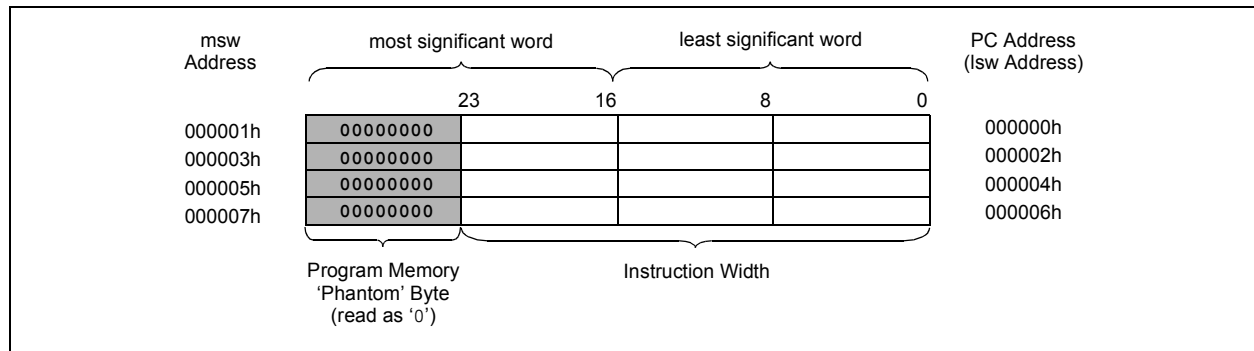 msw
Address
most significant word
least significant word
PC Address
(lsw Address)
23 16 8 0
000001h 00000000 000000h
000003h 00000000 000002h
000005h 00000000 000004h
000007h 00000000 000006h
Program Memory
‘Phantom’ Byte
(read as ‘0’)
Instruction Width